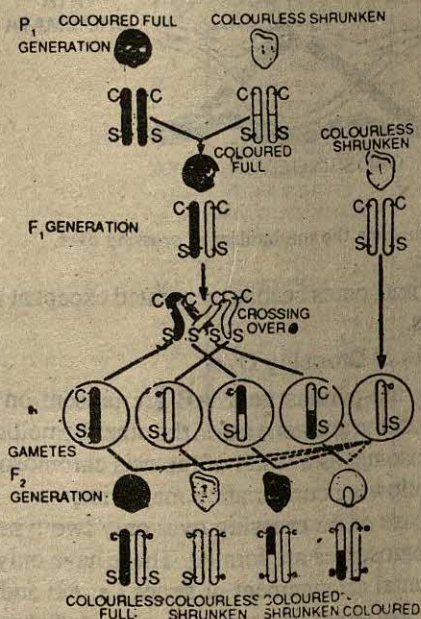 P1 COLOURED FULL COLOURLESS SHRUNKEN
GENERATION
C C C C
S S S S
COLOURED
FULL
COLOURLESS
SHRUNKEN
F1 GENERATION
C C
S S
C C C C
S S S S
CROSSING
OVER
C C
S S S
GAMETES
F2
GENERATION
S S S S
COLOURLESS COLOURLESS COLOURED
FULL SHRUNKEN SHRUNKEN COLOURED